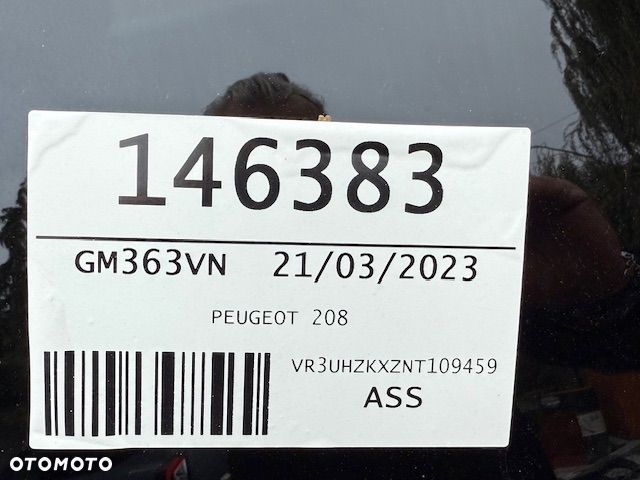 146383
GM363VN 21/03/2023
PEUGEOT 208
VR3UHZKXZNT109459
ASS
OTOMOTO